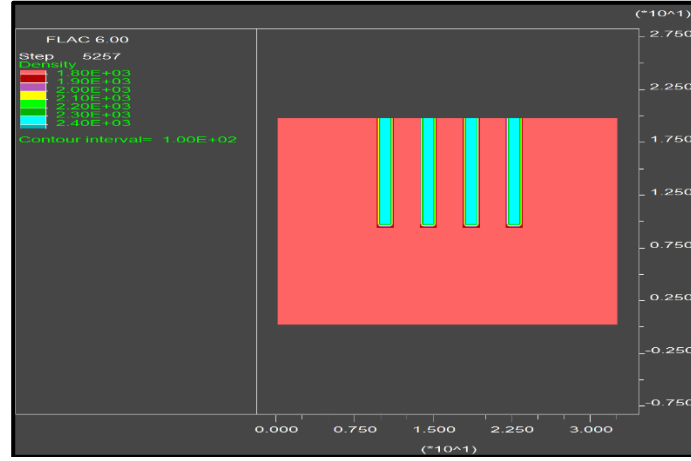 (*10^1)
FLAC 6.00
Step 5257
Density
1.80E+03
1.90E+03
2.00E+03
2.10E+03
2.20E+03
2.30E+03
2.40E+03
Contour interval= 1.00E+02
2.750
2.250
1.750
1.250
0.750
0.250
-0.250
-0.750
0.000 0.750 1.500 2.250 3.000
(*10^1)